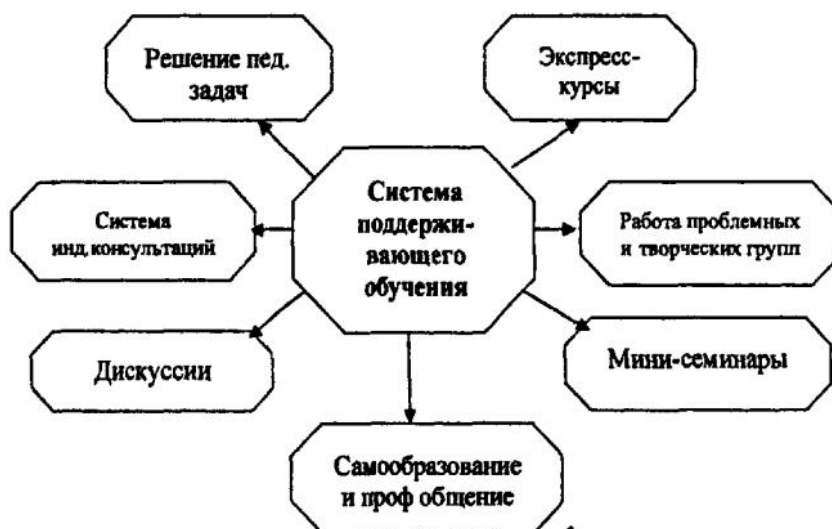 Решение пед.
задач
Экспресс-
курсы
Система
поддержи-
вающего
обучения
Система
инд.консультаций
Работа проблемных
и творческих групп
Дискуссии
Мини-семинары
Самообразование
и проф общение